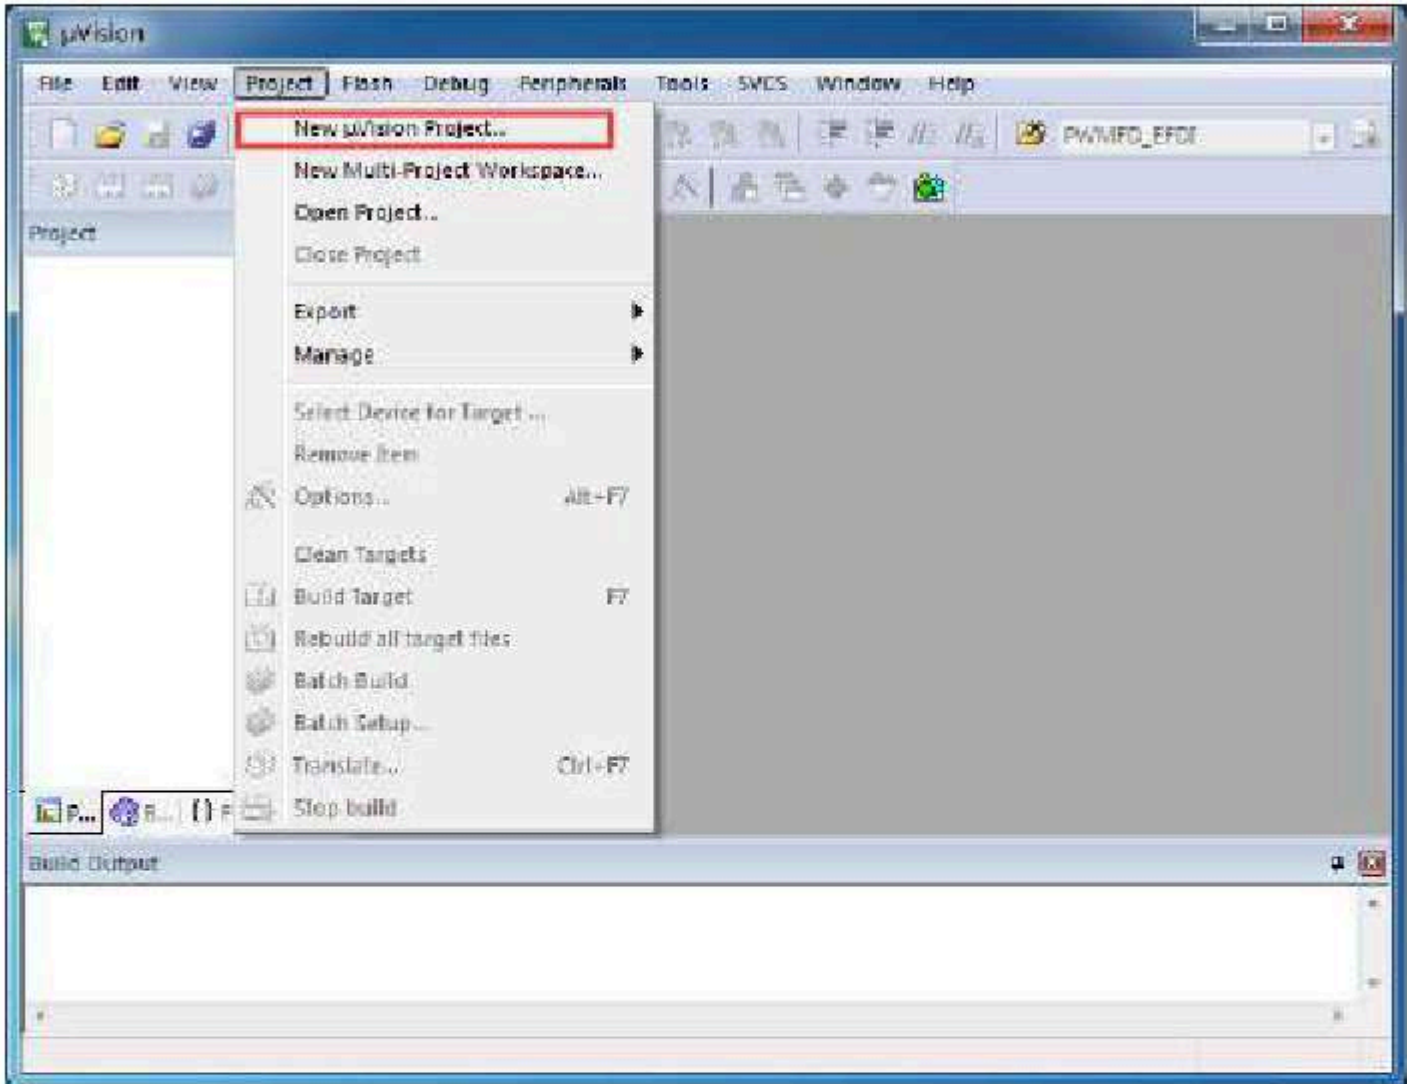 µVision
File Edit View Project Flash Debug Peripherals Tools SVCS Window Help
New µVision Project...
PWMFD_EFDI
New Multi-Project Workspace...
Open Project...
Project
Close Project
Export
Manage
Select Device for Target ...
Remove Item
Options... Alt+F7
Clean Targets
Build Target F7
Rebuild all target files
Batch Build
Batch Setup...
Translate... Ctrl+F7
Stop build
P... B... {} F
Build Output